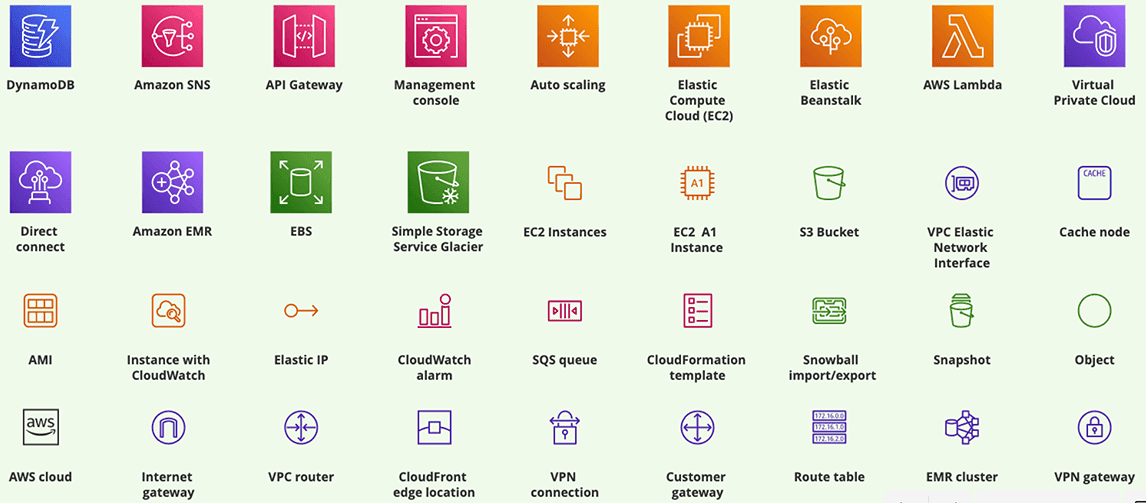 DynamoDB
Amazon SNS
API Gateway
Management
console
Auto scaling
Elastic
Compute
Cloud (EC2)
Elastic
Beanstalk
AWS Lambda
Virtual
Private Cloud
Direct
connect
Amazon EMR
EBS
Simple Storage
Service Glacier
EC2 Instances
A1
EC2 A1
Instance
S3 Bucket
VPC Elastic
Network
Interface
CACHE
Cache node
AMI
Instance with
CloudWatch
Elastic IP
CloudWatch
alarm
SQS queue
CloudFormation
template
Snowball
import/export
Snapshot
Object
aws
AWS cloud
Internet
gateway
VPC router
CloudFront
edge location
VPN
connection
Customer
gateway
172.16.0.0
172.16.1.0
172.16.2.0
Route table
EMR cluster
VPN gateway